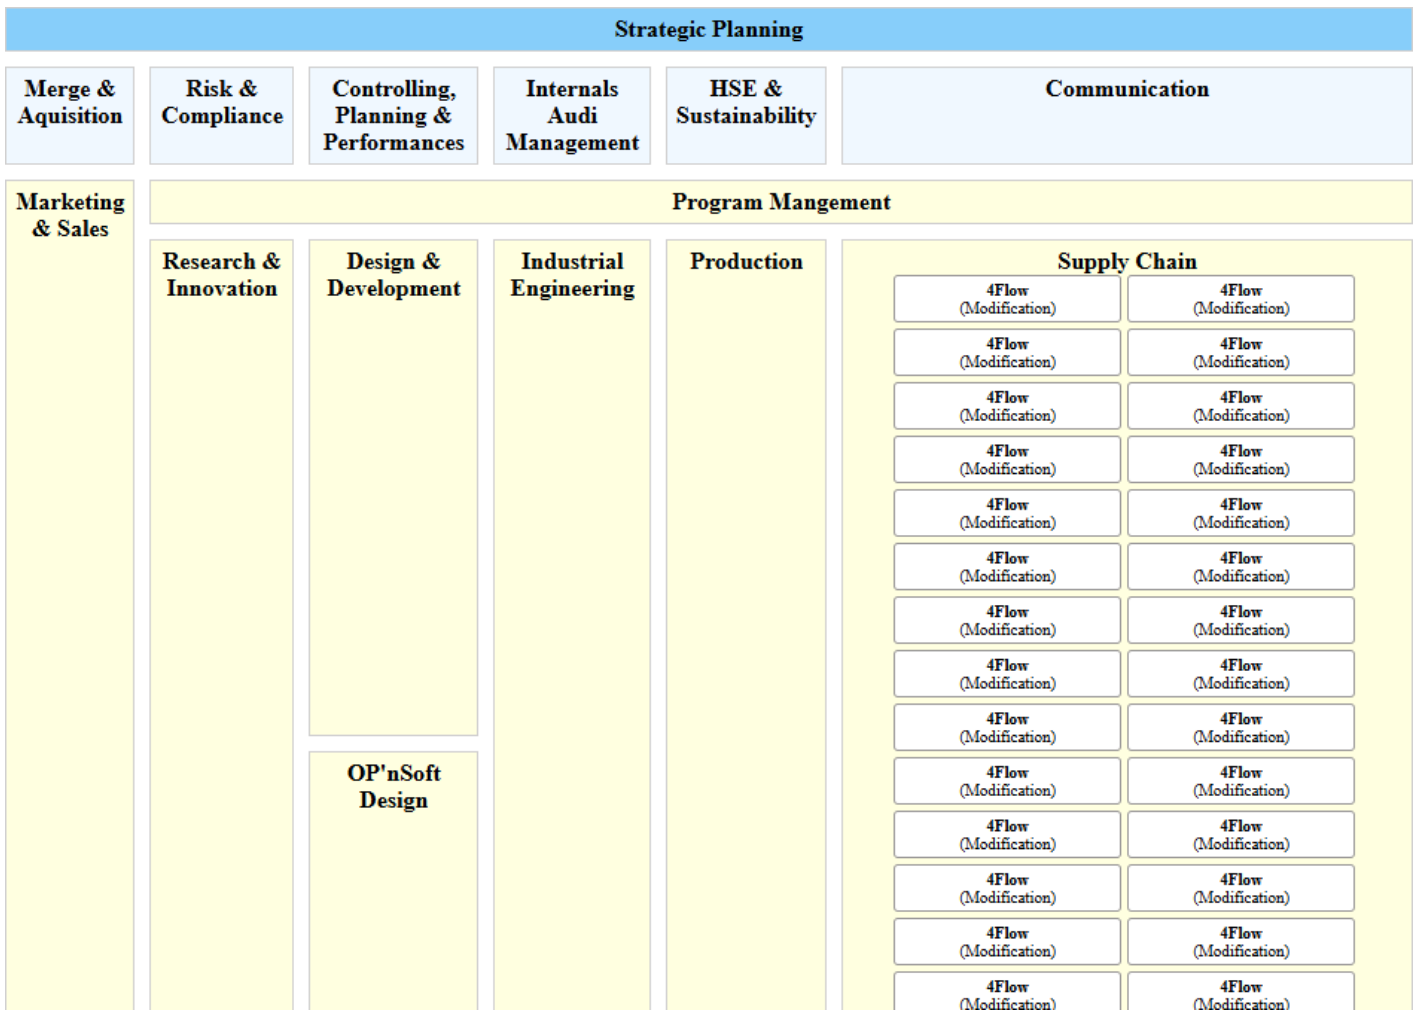 Strategic Planning
Merge &
Aquisition
Risk &
Compliance
Controlling,
Planning &
Performances
Internals
Audi
Management
HSE &
Sustainability
Communication
Marketing
& Sales
Program Mangement
Research &
Innovation
Design &
Development
OP'nSoft
Design
Industrial
Engineering
Production
Supply Chain
4Flow
(Modification)
4Flow
(Modification)
4Flow
(Modification)
4Flow
(Modification)
4Flow
(Modification)
4Flow
(Modification)
4Flow
(Modification)
4Flow
(Modification)
4Flow
(Modification)
4Flow
(Modification)
4Flow
(Modification)
4Flow
(Modification)
4Flow
(Modification)
4Flow
(Modification)
4Flow
(Modification)
4Flow
(Modification)
4Flow
(Modification)
4Flow
(Modification)
4Flow
(Modification)
4Flow
(Modification)
4Flow
(Modification)
4Flow
(Modification)
4Flow
(Modification)
4Flow
(Modification)
4Flow
(Modification)
4Flow
(Modification)
4Flow
(Modification)
4Flow
(Modification)